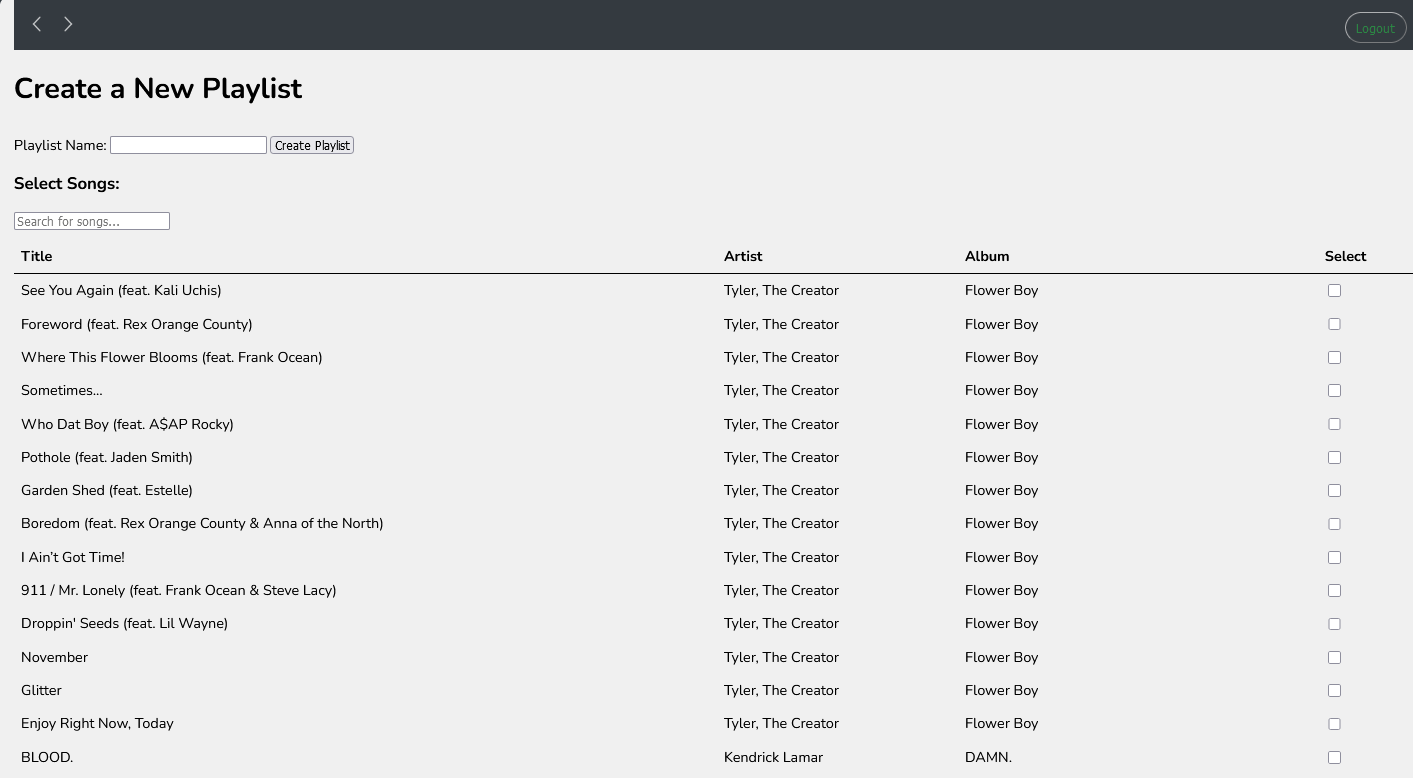 Logout
Create a New Playlist
Playlist Name: Create Playlist
Select Songs:
Search for songs...
Title Artist Album Select
See You Again (feat. Kali Uchis) Tyler, The Creator Flower Boy
Foreword (feat. Rex Orange County) Tyler, The Creator Flower Boy
Where This Flower Blooms (feat. Frank Ocean) Tyler, The Creator Flower Boy
Sometimes... Tyler, The Creator Flower Boy
Who Dat Boy (feat. A$AP Rocky) Tyler, The Creator Flower Boy
Pothole (feat. Jaden Smith) Tyler, The Creator Flower Boy
Garden Shed (feat. Estelle) Tyler, The Creator Flower Boy
Boredom (feat. Rex Orange County & Anna of the North) Tyler, The Creator Flower Boy
I Ain’t Got Time! Tyler, The Creator Flower Boy
911 / Mr. Lonely (feat. Frank Ocean & Steve Lacy) Tyler, The Creator Flower Boy
Droppin' Seeds (feat. Lil Wayne) Tyler, The Creator Flower Boy
November Tyler, The Creator Flower Boy
Glitter Tyler, The Creator Flower Boy
Enjoy Right Now, Today Tyler, The Creator Flower Boy
BLOOD. Kendrick Lamar DAMN.